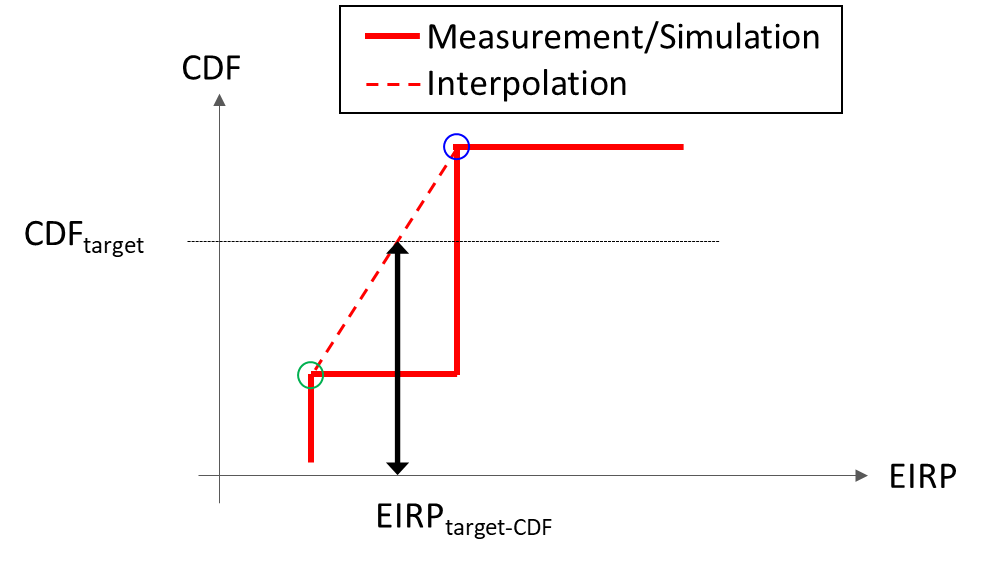 Measurement/Simulation
Interpolation
CDF
CDFtarget
EIRP
EIRPtarget-CDF